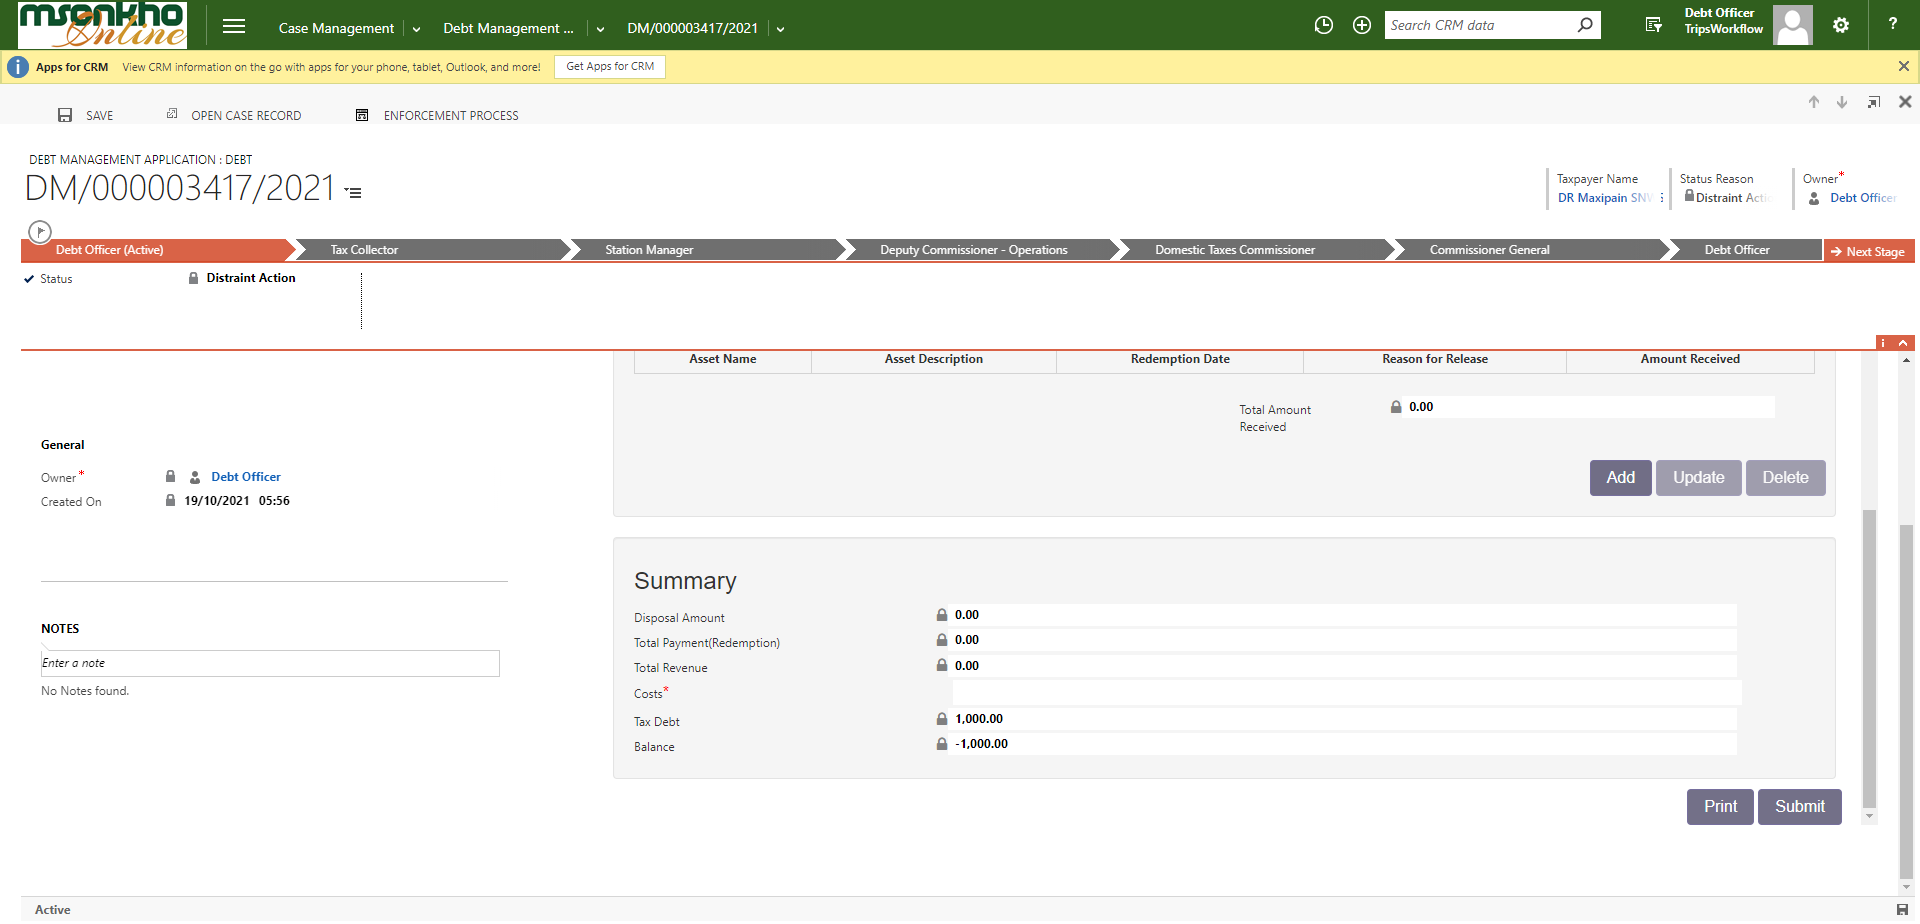 msonkho
Online
Case Management
Debt Management ...
DM/000003417/2021
Search CRM data
Debt Officer
TripsWorkflow
?
Apps for CRM
View CRM information on the go with apps for your phone, tablet, Outlook, and more!
Get Apps for CRM
SAVE
OPEN CASE RECORD
ENFORCEMENT PROCESS
DEBT MANAGEMENT APPLICATION : DEBT
DM/000003417/2021
Taxpayer Name
DR Maxipain SNV
Status Reason
Distraint Actio
Owner*
Debt Officer
Debt Officer (Active)
Tax Collector
Station Manager
Deputy Commissioner - Operations
Domestic Taxes Commissioner
Commissioner General
Debt Officer
Next Stage
Status
Distraint Action
Asset Name
Asset Description
Redemption Date
Reason for Release
Amount Received
Total Amount
Received
0.00
General
Owner*
Debt Officer
Created On
19/10/2021 05:56
Add
Update
Delete
Summary
Disposal Amount
0.00
Total Payment(Redemption)
0.00
Total Revenue
0.00
Costs*
Tax Debt
1,000.00
Balance
-1,000.00
NOTES
Enter a note
No Notes found.
Print
Submit
Active